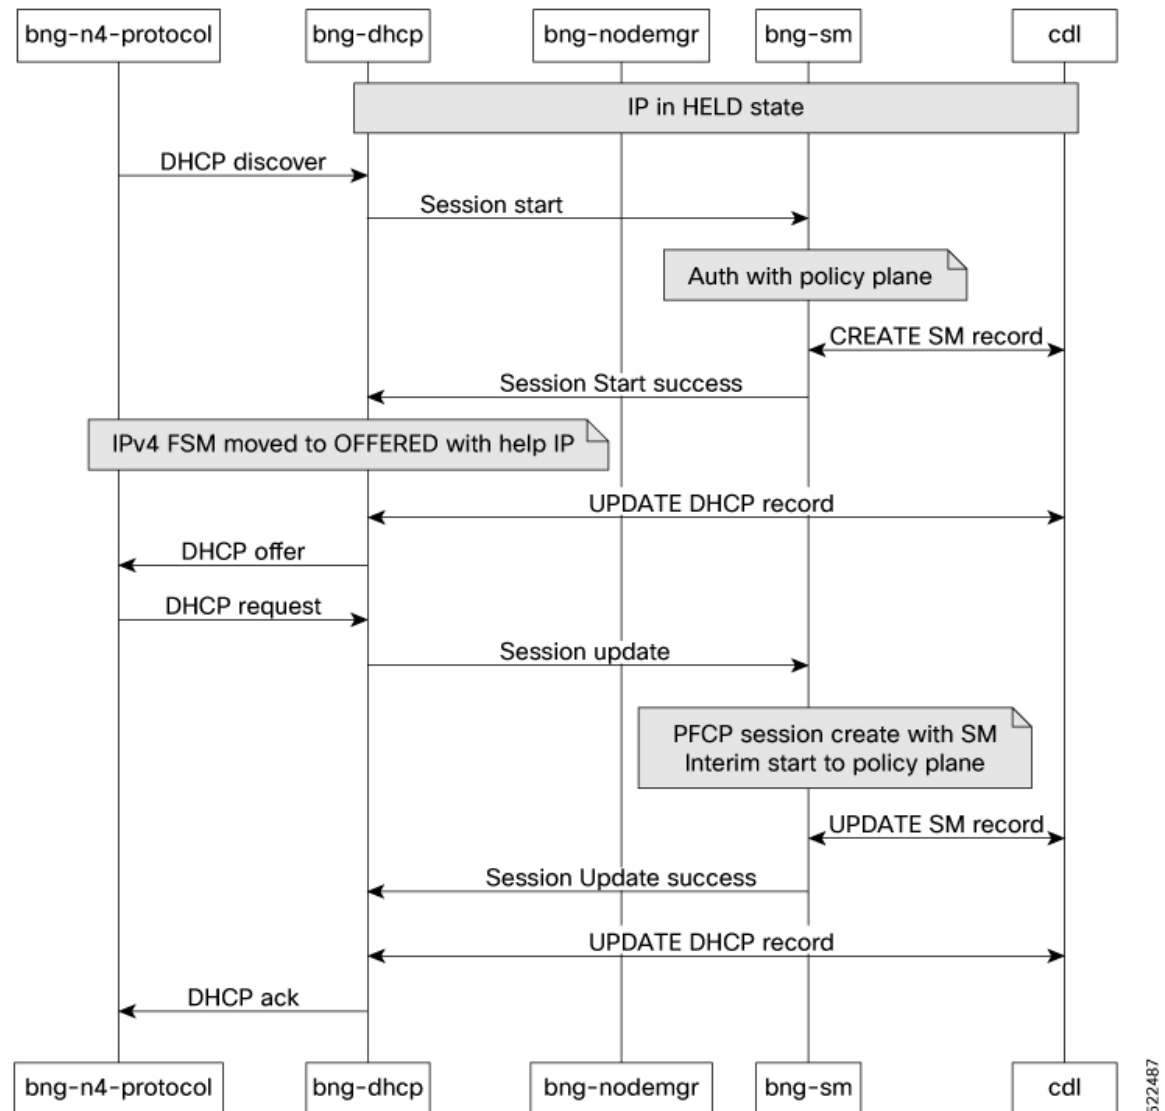 bng-n4-protocol
bng-dhcp
bng-nodemgr
bng-sm
cdl
IP in HELD state
DHCP discover
Session start
Auth with policy plane
CREATE SM record
Session Start success
IPv4 FSM moved to OFFERED with help IP
UPDATE DHCP record
DHCP offer
DHCP request
Session update
PFCP session create with SM
Interim start to policy plane
UPDATE SM record
Session Update success
UPDATE DHCP record
DHCP ack
bng-n4-protocol
bng-dhcp
bng-nodemgr
bng-sm
cdl
522487